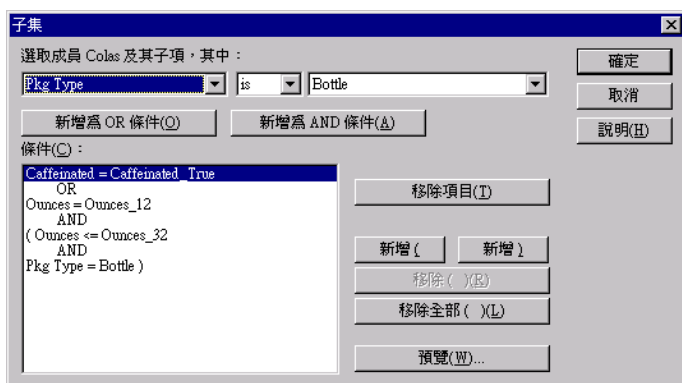 子集
選取成員 Colas 及其子項，其中：
Pkg Type is Bottle
新增爲 OR 條件(O) 新增爲 AND 條件(A)
確定
取消
說明(H)
條件(C)：
Caffeinated = Caffeinated_True
OR
Ounces = Ounces_12
AND
( Ounces <= Ounces_32
AND
Pkg Type = Bottle )
移除項目(T)
新增 ( 新增 )
移除 ( )(R)
移除全部 ( )(L)
預覽(W)...